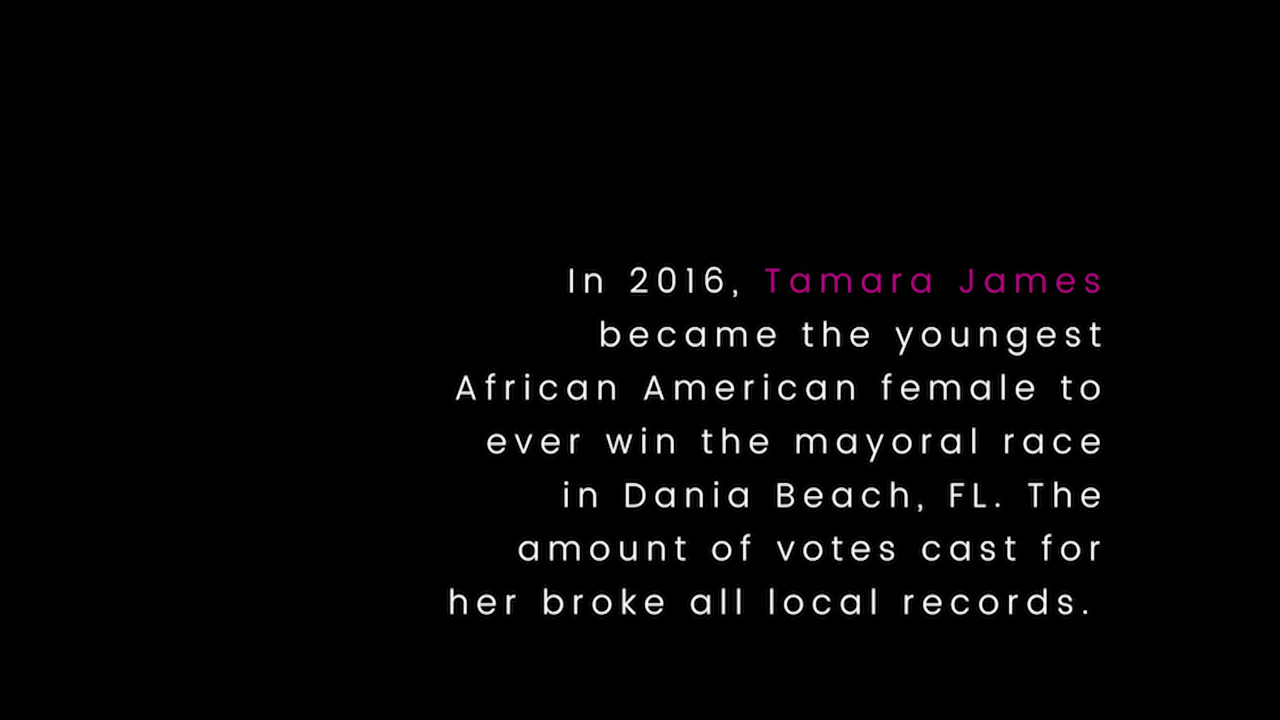 In 2016, Tamara James
became the youngest
African American female to
ever win the mayoral race
in Dania Beach, FL. The
amount of votes cast for
her broke all local records.